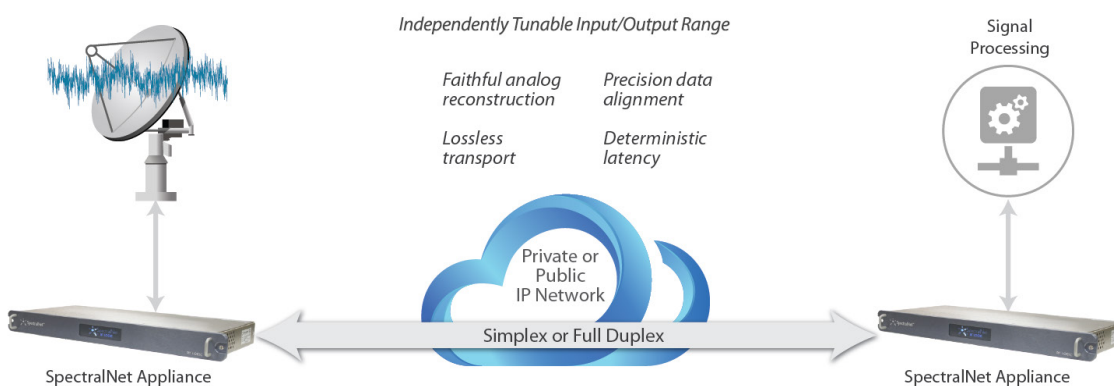 Independently Tunable Input/Output Range
Faithful analog
reconstruction
Precision data
alignment
Lossless
transport
Deterministic
latency
Signal
Processing
Private or
Public
IP Network
Simplex or Full Duplex
SpectralNet Appliance
SpectralNet Appliance